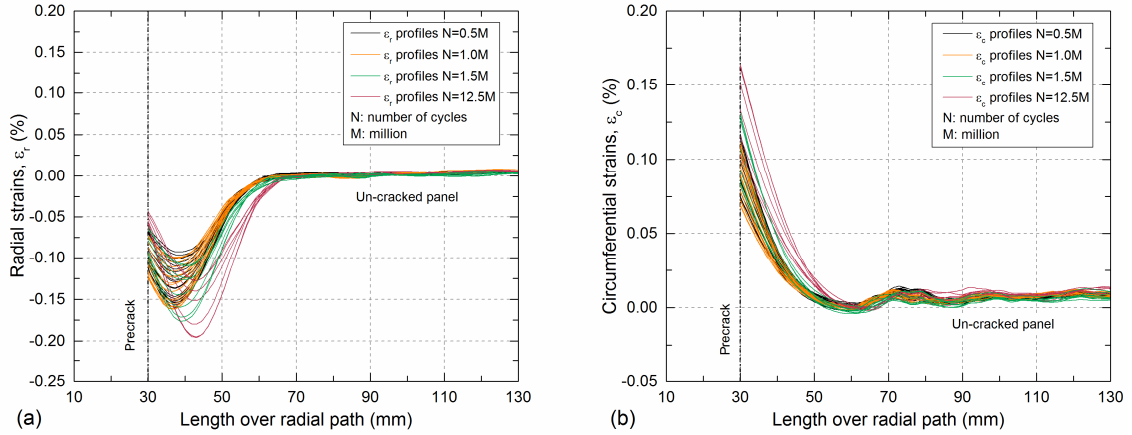 (a)
0.20
0.15
0.10
0.05
0.00
-0.05
-0.10
-0.15
-0.20
-0.25
Radial strains, εr (%)
εr profiles N=0.5M
εr profiles N=1.0M
εr profiles N=1.5M
εr profiles N=12.5M
N: number of cycles
M: million
Un-cracked panel
Precrack
10 30 50 70 90 110 130
Length over radial path (mm)
(b)
0.20
0.15
0.10
0.05
0.00
-0.05
Circumferential strains, εc (%)
εc profiles N=0.5M
εc profiles N=1.0M
εc profiles N=1.5M
εc profiles N=12.5M
N: number of cycles
M: million
Un-cracked panel
Precrack
10 30 50 70 90 110 130
Length over radial path (mm)